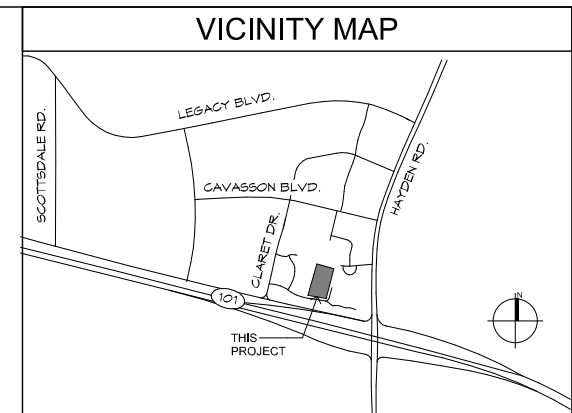 VICINITY MAP
LEGACY BLVD.
SCOTTSDALE RD.
CAVASSON BLVD.
HAYDEN RD.
CLARET DR.
101
N
THIS
PROJECT